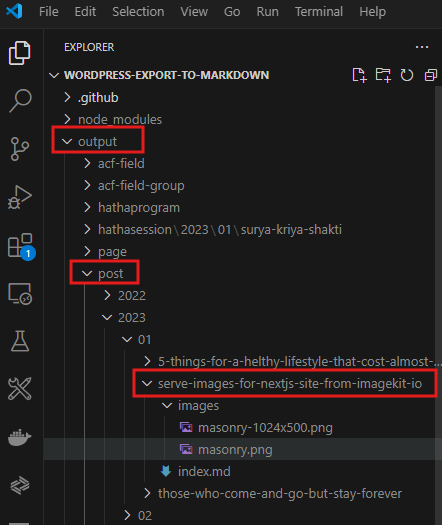 File Edit Selection View Go Run Terminal Help
EXPLORER
WORDPRESS-EXPORT-TO-MARKDOWN
.github
node_modules
output
acf-field
acf-field-group
hathaprogram
hathasession\2023\01\surya-kriya-shakti
page
post
2022
2023
01
5-things-for-a-helthy-lifestyle-that-cost-almost-...
serve-images-for-nextjs-site-from-imagekit-io
images
masonry-1024x500.png
masonry.png
index.md
those-who-come-and-go-but-stay-forever
02
1